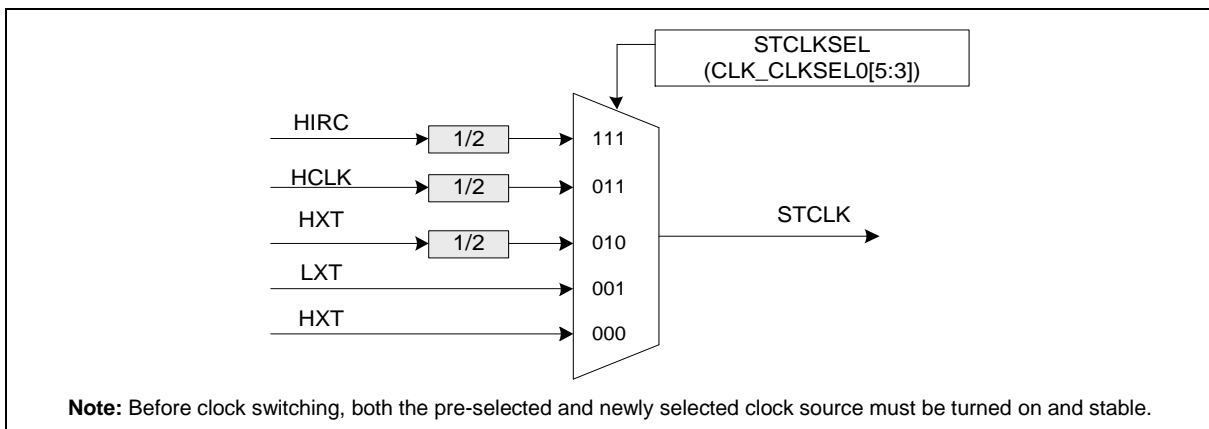 STCLKSEL
(CLK_CLKSEL0[5:3])
HIRC
1/2
111
HCLK
1/2
011
HXT
1/2
010
STCLK
LXT
001
HXT
000
Note: Before clock switching, both the pre-selected and newly selected clock source must be turned on and stable.